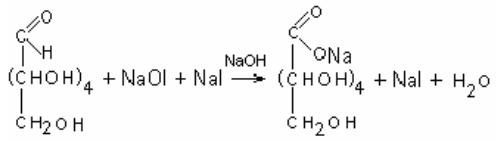 O O
C C
H NaOH ONa
(CHOH)₄ + NaOI + NaI → (CHOH)₄ + NaI + H₂O
CH₂OH CH₂OH